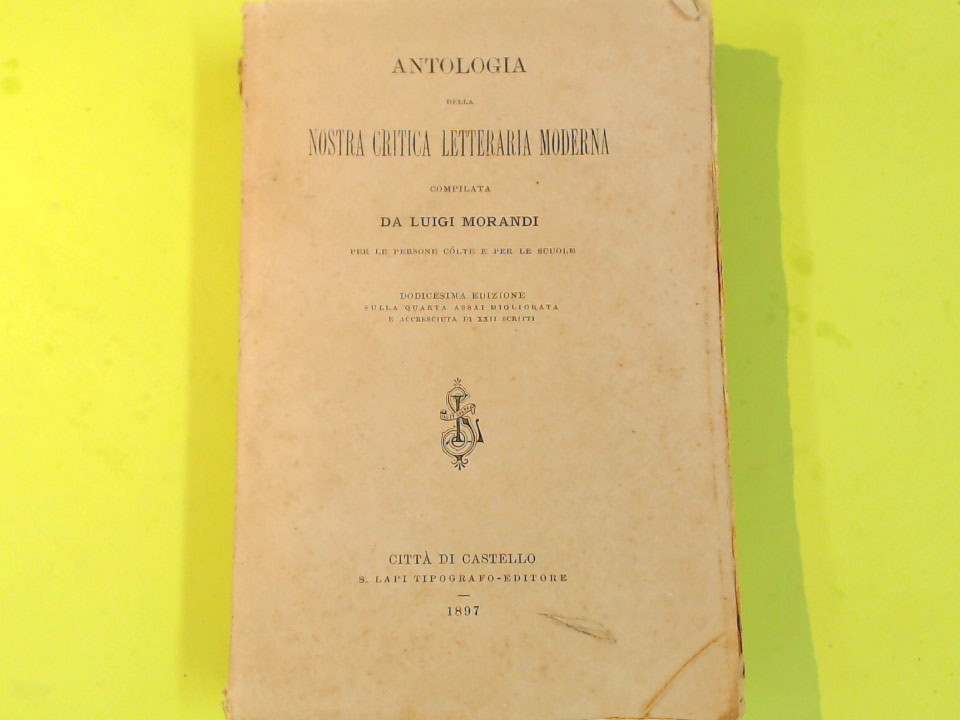 ANTOLOGIA
DELLA
NOSTRA CRITICA LETTERARIA MODERNA
COMPILATA
DA LUIGI MORANDI
PER LE PERSONE CÓLTE E PER LE SCUOLE
DODICESIMA EDIZIONE
SULLA QUARTA ASSAI MIGLIORATA
E ACCRESCIUTA DI XXII SCRITTI
CITTÀ DI CASTELLO
S. LAPI TIPOGRAFO-EDITORE
1897